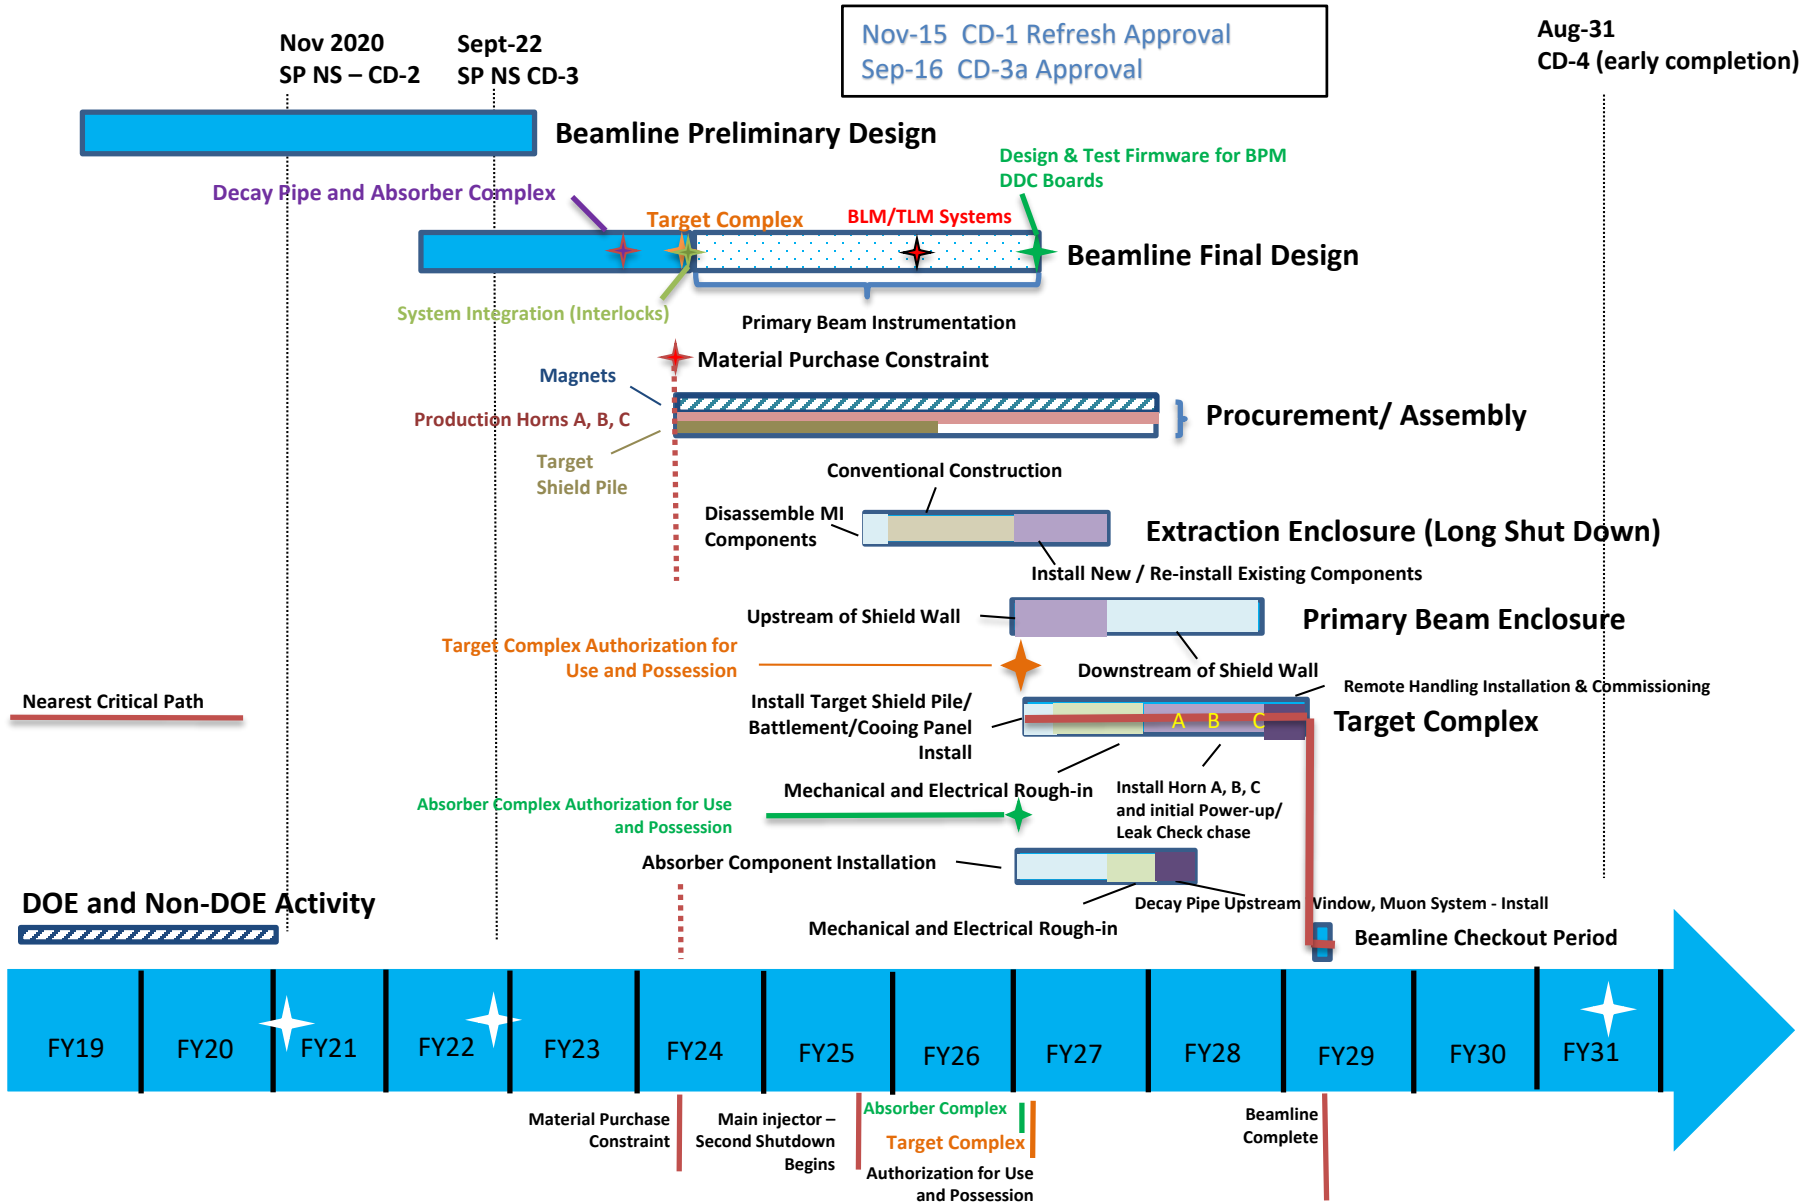 Nov 2020
SP NS – CD-2
Sept-22
SP NS CD-3
Nov-15 CD-1 Refresh Approval
Sep-16 CD-3a Approval
Aug-31
CD-4 (early completion)
Beamline Preliminary Design
Design & Test Firmware for BPM
DDC Boards
Decay Pipe and Absorber Complex
Target Complex
BLM/TLM Systems
Beamline Final Design
System Integration (Interlocks)
Primary Beam Instrumentation
Material Purchase Constraint
Magnets
Production Horns A, B, C
Target
Shield Pile
Procurement/ Assembly
Conventional Construction
Disassemble MI
Components
Extraction Enclosure (Long Shut Down)
Install New / Re-install Existing Components
Upstream of Shield Wall
Primary Beam Enclosure
Target Complex Authorization for
Use and Possession
Downstream of Shield Wall
Nearest Critical Path
Remote Handling Installation & Commissioning
Install Target Shield Pile/
Battlement/Cooing Panel
Install
A B C
Target Complex
Mechanical and Electrical Rough-in
Install Horn A, B, C
and initial Power-up/
Leak Check chase
Absorber Complex Authorization for Use
and Possession
Absorber Component Installation
DOE and Non-DOE Activity
Decay Pipe Upstream Window, Muon System - Install
Mechanical and Electrical Rough-in
Beamline Checkout Period
FY19 FY20 FY21 FY22 FY23 FY24 FY25 FY26 FY27 FY28 FY29 FY30 FY31
Material Purchase
Constraint
Main injector –
Second Shutdown
Begins
Absorber Complex
Target Complex
Authorization for Use
and Possession
Beamline
Complete